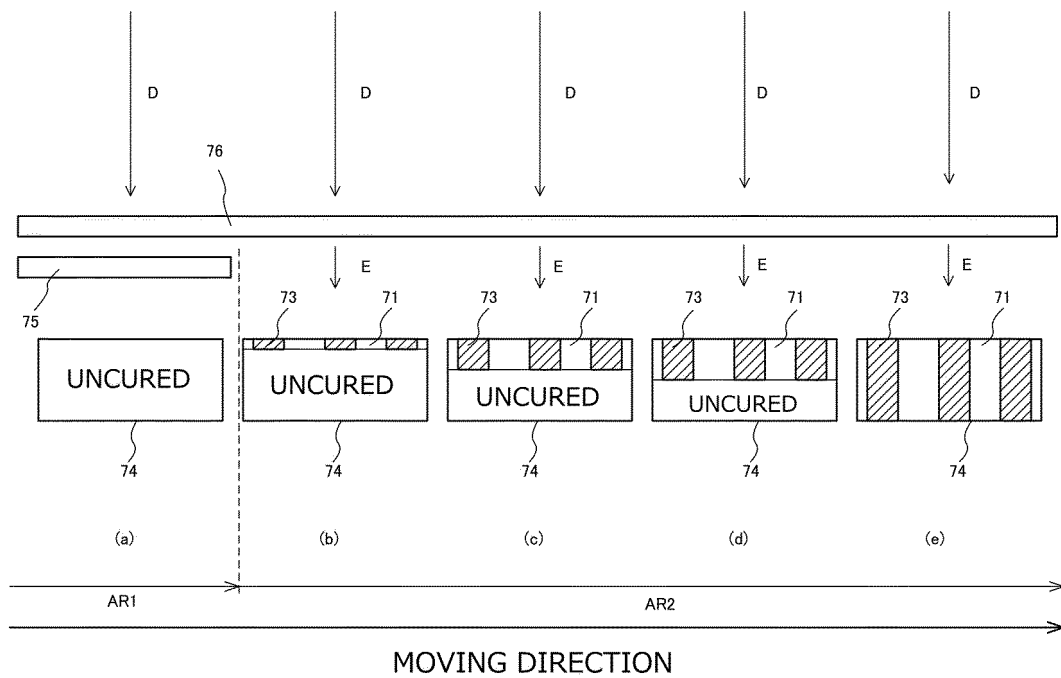 D D D D D
76
E E E E
75
73 71 73 71 73 71 73 71
UNCURED UNCURED UNCURED UNCURED
74 74 74 74 74
(a) (b) (c) (d) (e)
AR1 AR2
MOVING DIRECTION